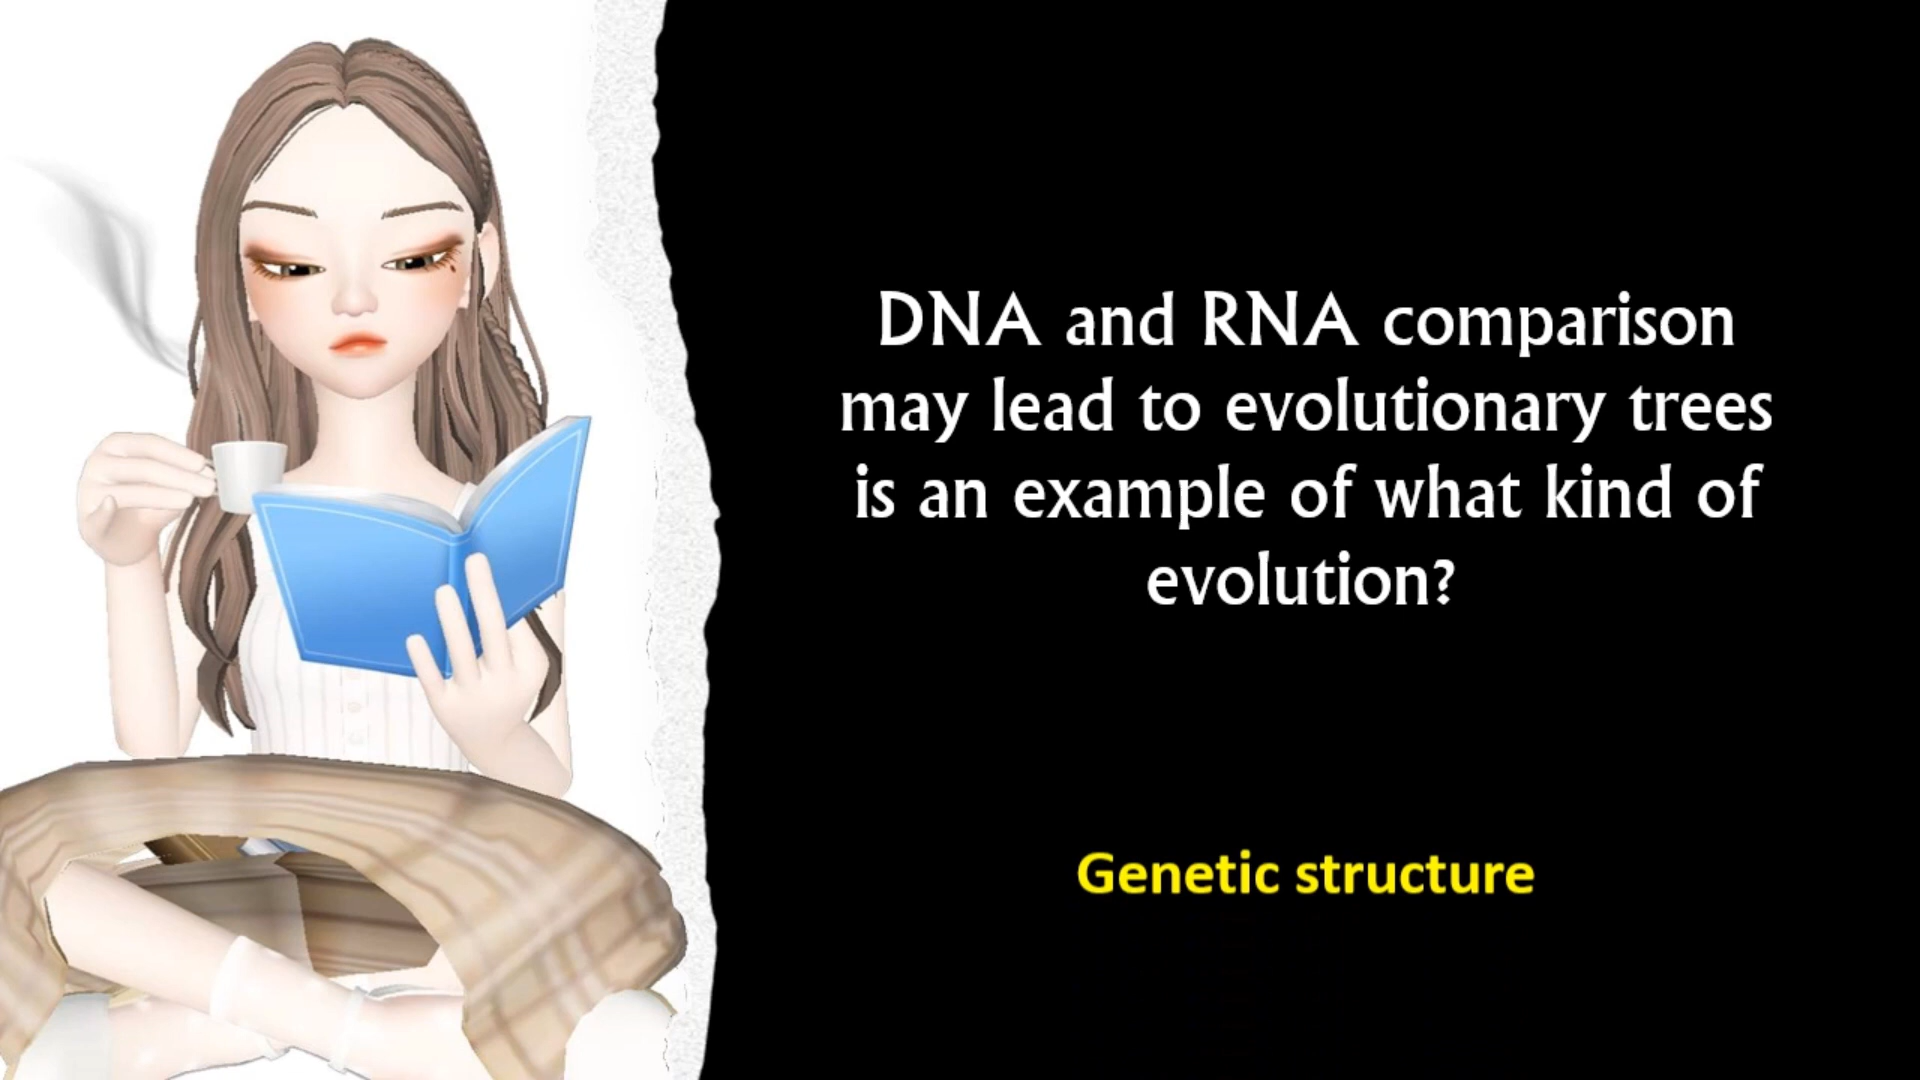 DNA and RNA comparison
may lead to evolutionary trees
is an example of what kind of
evolution?
Genetic structure